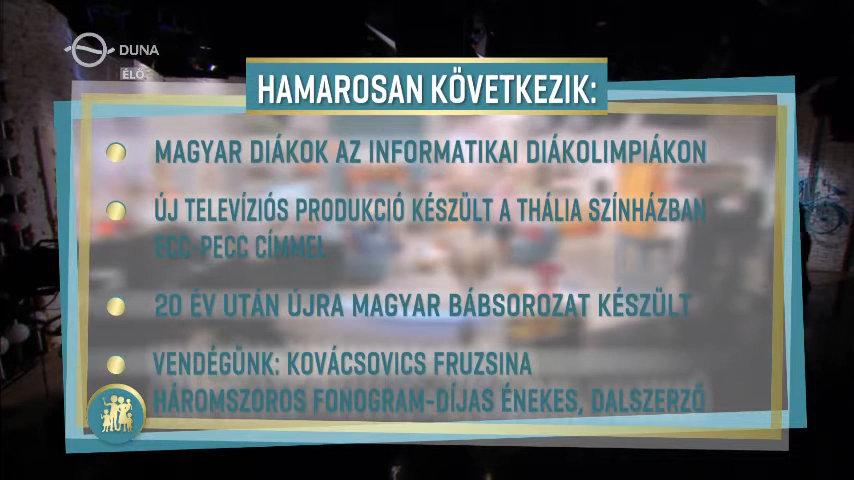 DUNA
ÉLŐ
HAMAROSAN KÖVETKEZIK:
MAGYAR DIÁKOK AZ INFORMATIKAI DIÁKOLIMPIÁKON
ÚJ TELEVÍZIÓS PRODUKCIÓ KÉSZÜLT A THÁLIA SZÍNHÁZBAN
ECC-PECC CÍMMEL
20 ÉV UTÁN ÚJRA MAGYAR BÁBSOROZAT KÉSZÜLT
VENDÉGÜNK: KOVÁCSOVICS FRUZSINA
HÁROMSZOROS FONOGRAM-DÍJAS ÉNEKES, DALSZERZŐ